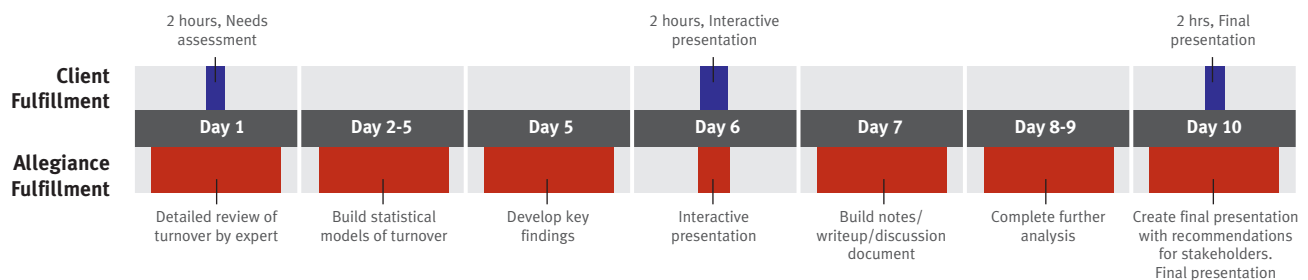 2 hours, Needs
assessment
2 hours, Interactive
presentation
2 hrs, Final
presentation
Client
Fulfillment
Day 1
Day 2-5
Day 5
Day 6
Day 7
Day 8-9
Day 10
Allegiance
Fulfillment
Detailed review of
turnover by expert
Build statistical
models of turnover
Develop key
findings
Interactive
presentation
Build notes/
writeup/discussion
document
Complete further
analysis
Create final presentation
with recommendations
for stakeholders.
Final presentation